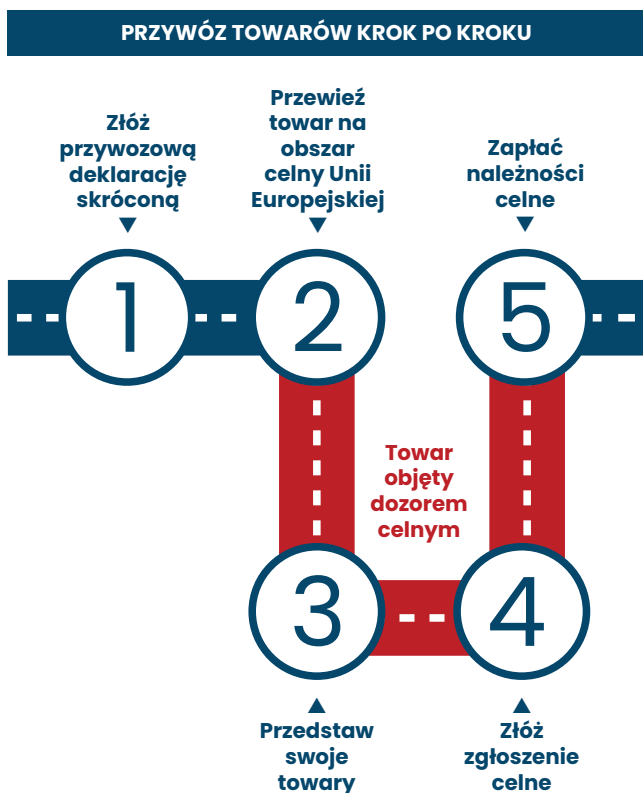 PRZYWÓZ TOWARÓW KROK PO KROKU
Złóż
przywozową
deklarację
skróconą
1
Przewieź
towar na
obszar
celny Unii
Europejskiej
2
Przedstaw
swoje
towary
3
Towar
objęty
dozorem
celnym
Złóż
zgłoszenie
celne
4
Zapłać
należności
celne
5